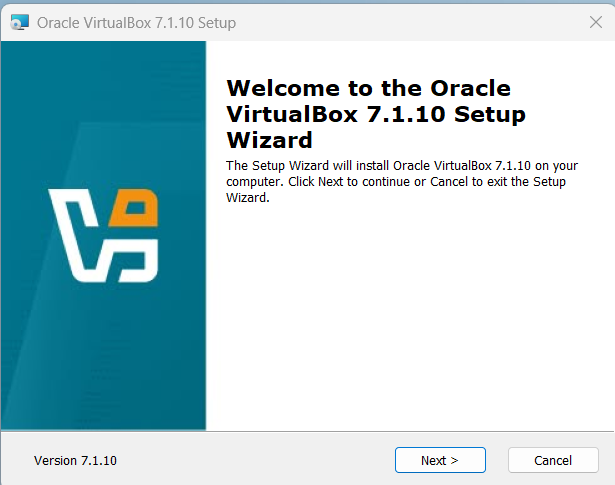 Oracle VirtualBox 7.1.10 Setup
Welcome to the Oracle
VirtualBox 7.1.10 Setup
Wizard
The Setup Wizard will install Oracle VirtualBox 7.1.10 on your
computer. Click Next to continue or Cancel to exit the Setup
Wizard.
Version 7.1.10
Next >
Cancel